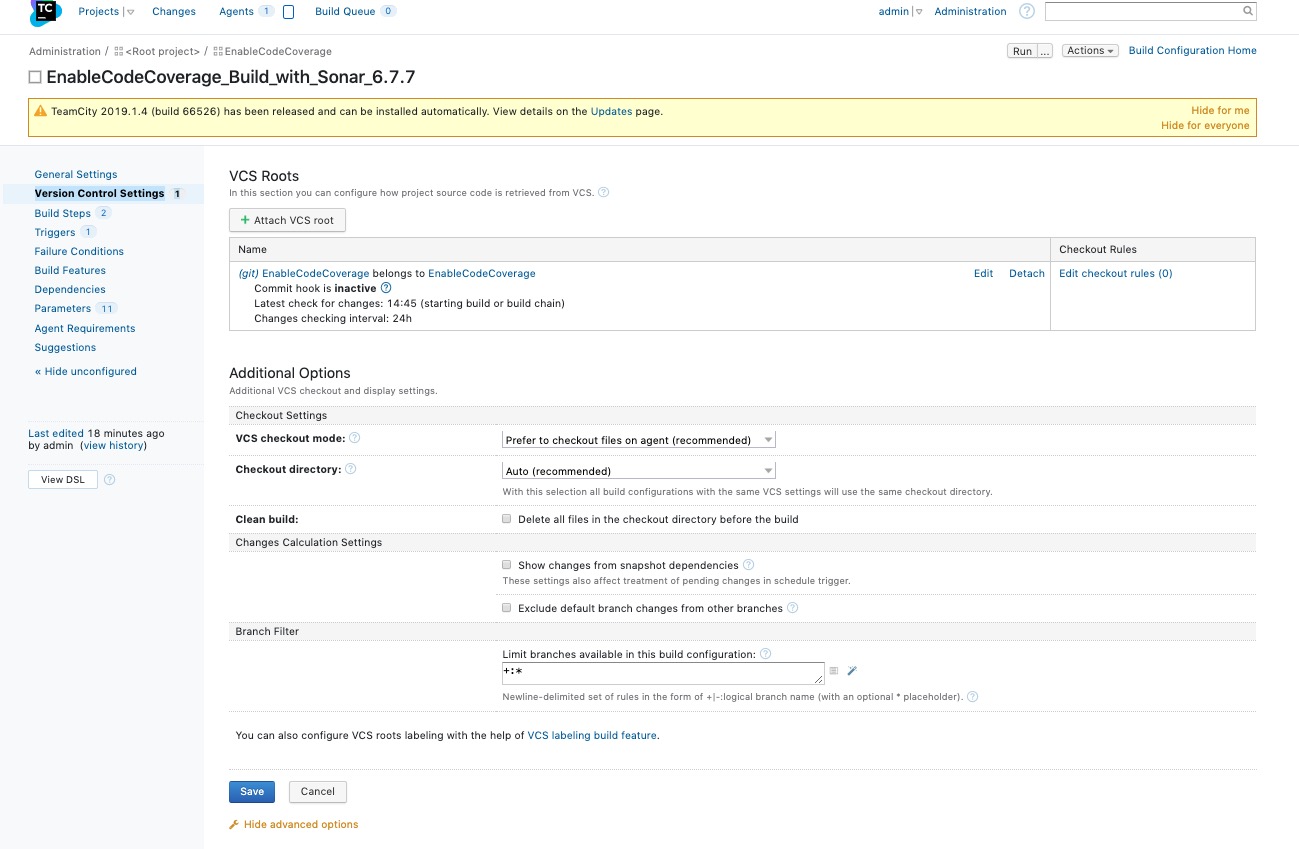 TC
Projects | Changes Agents 1 Build Queue 0 admin | Administration ?
Administration / <Root project> / EnableCodeCoverage Run ... Actions Build Configuration Home
EnableCodeCoverage_Build_with_Sonar_6.7.7
TeamCity 2019.1.4 (build 66526) has been released and can be installed automatically. View details on the Updates page. Hide for me
Hide for everyone
General Settings
Version Control Settings 1
Build Steps 2
Triggers 1
Failure Conditions
Build Features
Dependencies
Parameters 11
Agent Requirements
Suggestions
« Hide unconfigured
Last edited 18 minutes ago
by admin (view history)
View DSL ?
VCS Roots
In this section you can configure how project source code is retrieved from VCS. ?
+ Attach VCS root
Name Checkout Rules
(git) EnableCodeCoverage belongs to EnableCodeCoverage Edit Detach Edit checkout rules (0)
Commit hook is inactive ?
Latest check for changes: 14:45 (starting build or build chain)
Changes checking interval: 24h
Additional Options
Additional VCS checkout and display settings.
Checkout Settings
VCS checkout mode: ? Prefer to checkout files on agent (recommended)
Checkout directory: ? Auto (recommended)
With this selection all build configurations with the same VCS settings will use the same checkout directory.
Clean build: Delete all files in the checkout directory before the build
Changes Calculation Settings
Show changes from snapshot dependencies ?
These settings also affect treatment of pending changes in schedule trigger.
Exclude default branch changes from other branches ?
Branch Filter
Limit branches available in this build configuration: ?
+:*
Newline-delimited set of rules in the form of +|-:logical branch name (with an optional * placeholder). ?
You can also configure VCS roots labeling with the help of VCS labeling build feature.
Save Cancel
Hide advanced options